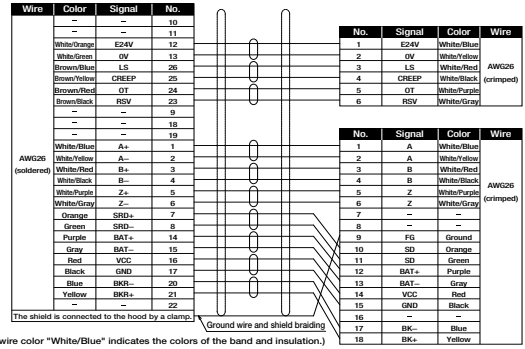 Wire Color Signal No.
– – 10
– – 11
White/Orange E24V 12
White/Green 0V 13
Brown/Blue LS 26
Brown/Yellow CREEP 25
Brown/Red OT 24
Brown/Black RSV 23
– – 9
– – 18
– – 19
White/Blue A+ 1
AWG26 White/Yellow A– 2
(soldered) White/Red B+ 3
White/Black B– 4
White/Purple Z+ 5
White/Gray Z– 6
Orange SRD+ 7
Green SRD– 8
Purple BAT+ 14
Gray BAT– 15
Red VCC 16
Black GND 17
Blue BKR– 20
Yellow BKR+ 21
– – 22
The shield is connected to the hood by a clamp.
No. Signal Color Wire
1 E24V White/Blue
2 0V White/Yellow
3 LS White/Red AWG26
4 CREEP White/Black (crimped)
5 OT White/Purple
6 RSV White/Gray
No. Signal Color Wire
1 A White/Blue
2 A White/Yellow
3 B White/Red
4 B White/Black
5 Z White/Purple AWG26
6 Z White/Gray (crimped)
7 – –
8 – –
9 FG Ground
10 SD Orange
11 SD Green
12 BAT+ Purple
13 BAT– Gray
14 VCC Red
15 GND Black
16 – –
17 BK– Blue
18 BK+ Yellow
Ground wire and shield braiding
wire color "White/Blue" indicates the colors of the band and insulation.)